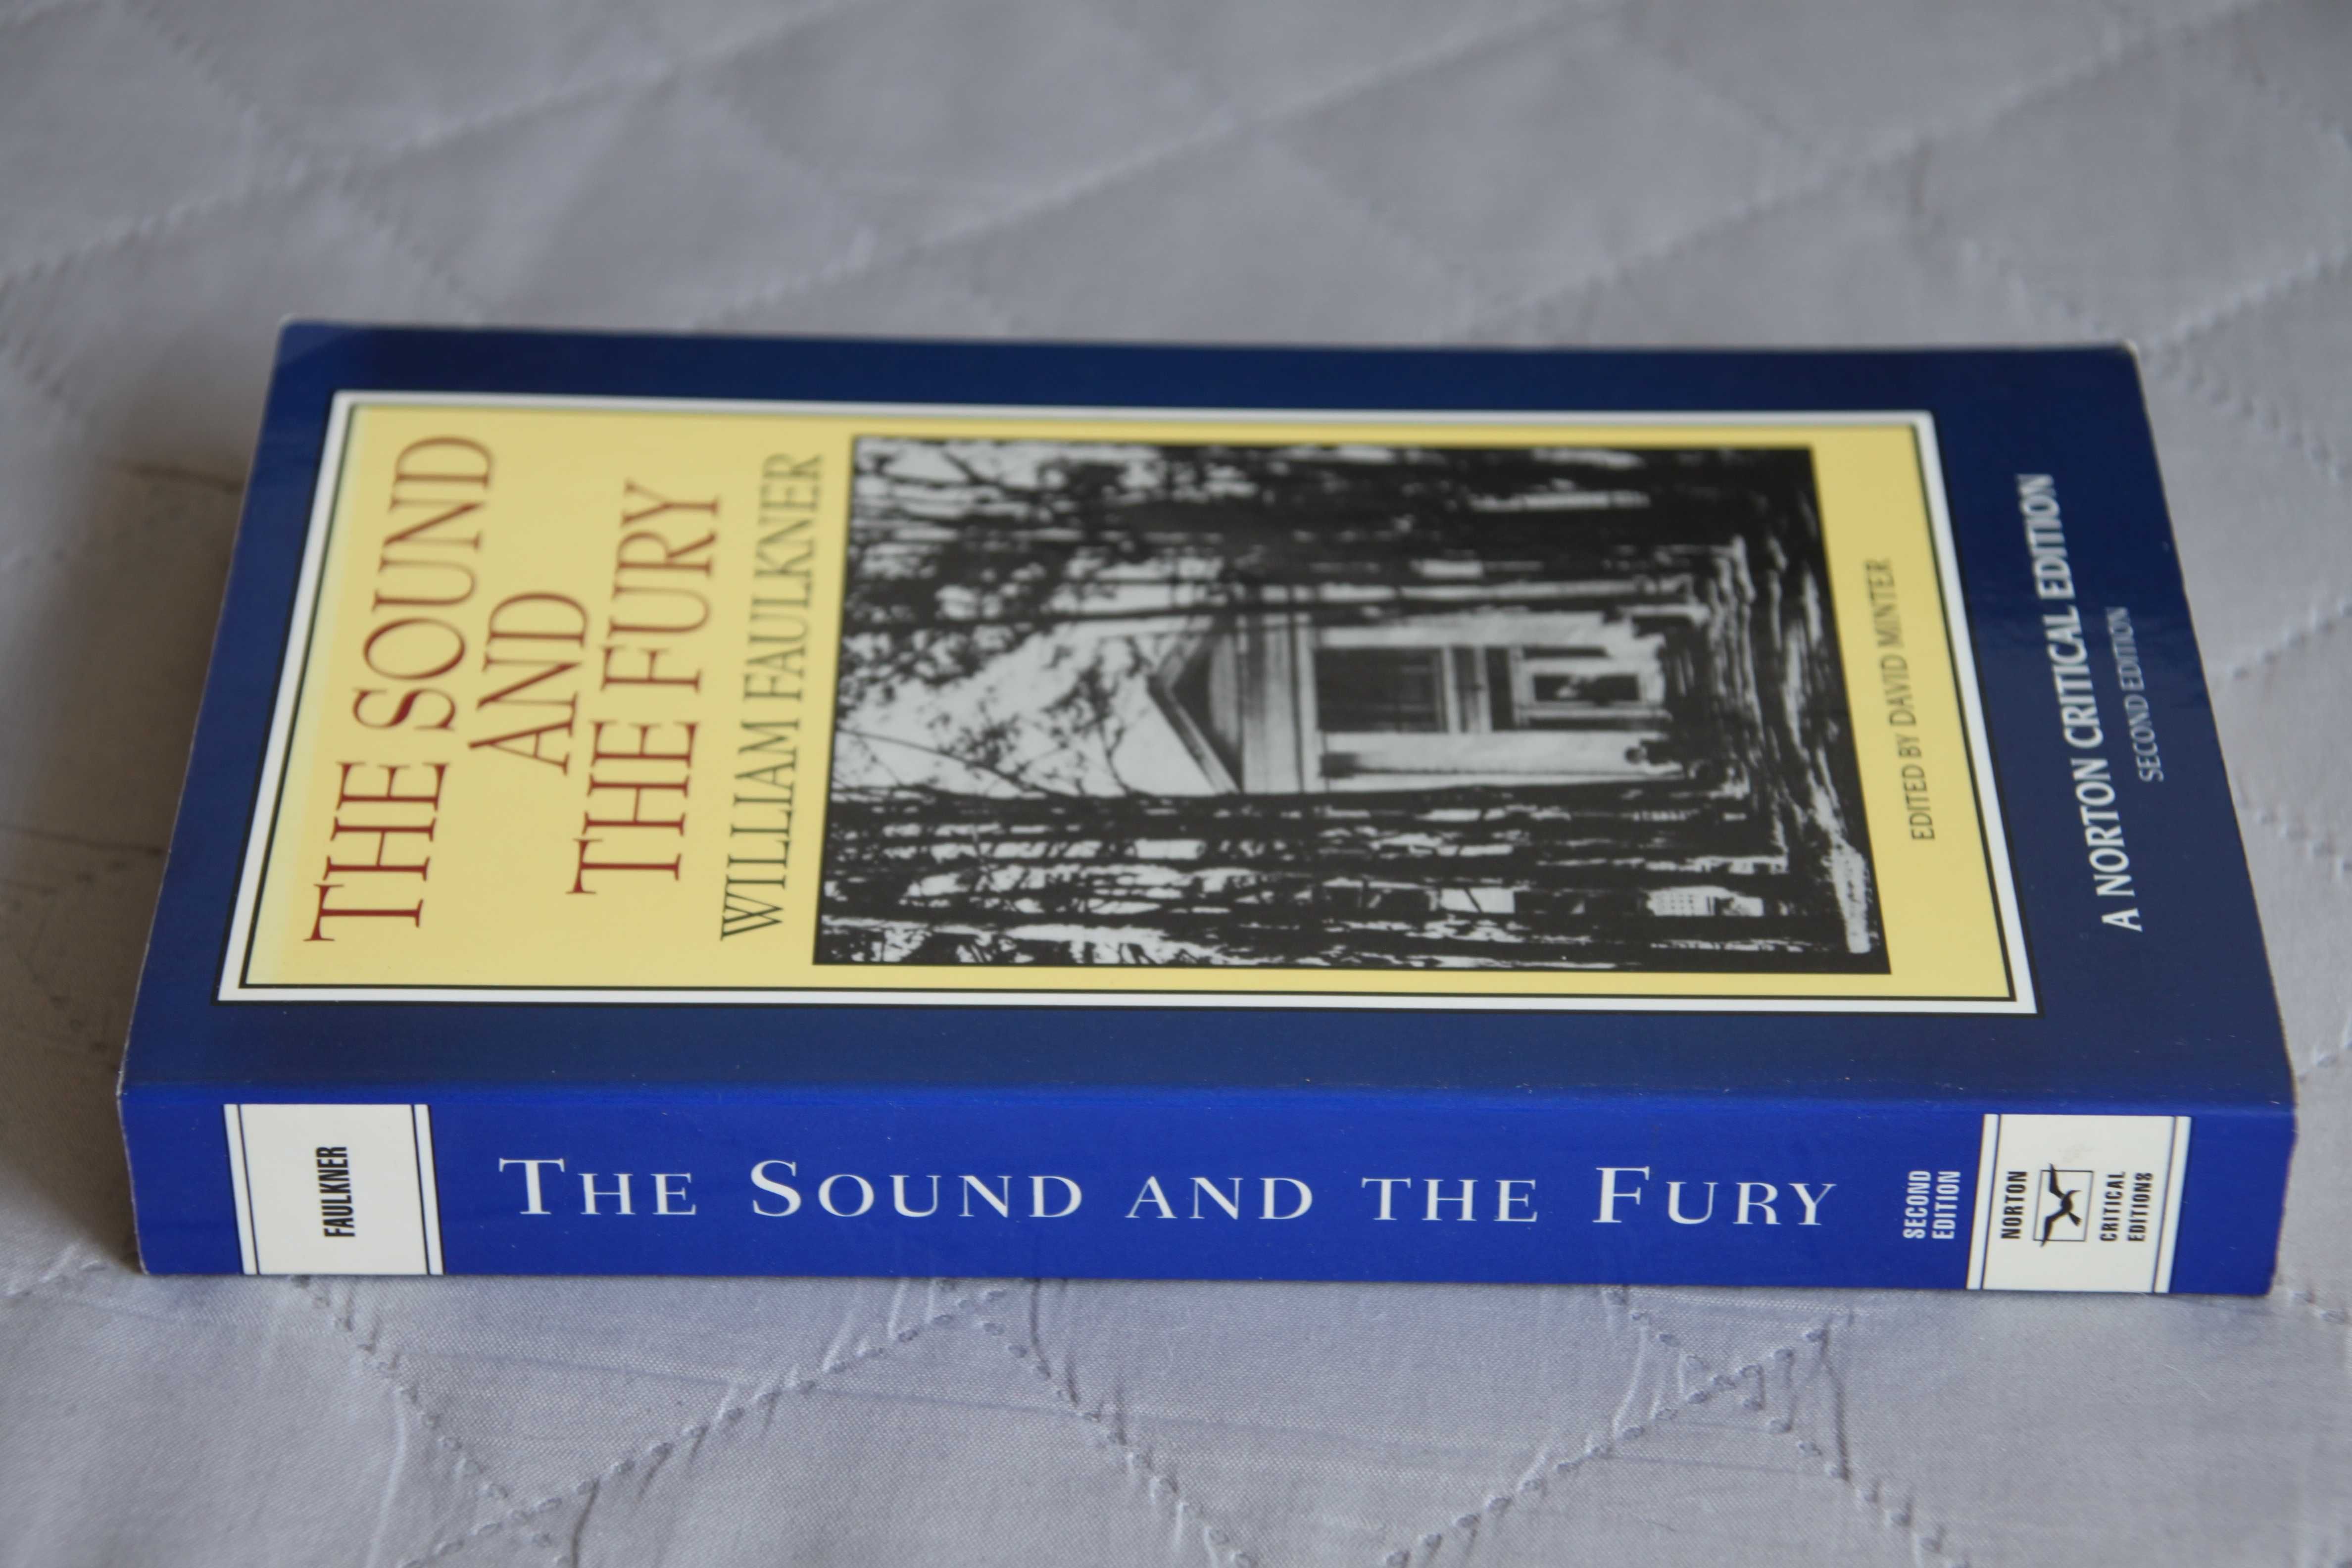 THE SOUND
AND
THE FURY
WILLIAM FAULKNER
EDITED BY DAVID MINTER
A NORTON CRITICAL EDITION
SECOND EDITION
FAULKNER
THE SOUND AND THE FURY
SECOND
EDITION
NORTON
CRITICAL
EDITIONS